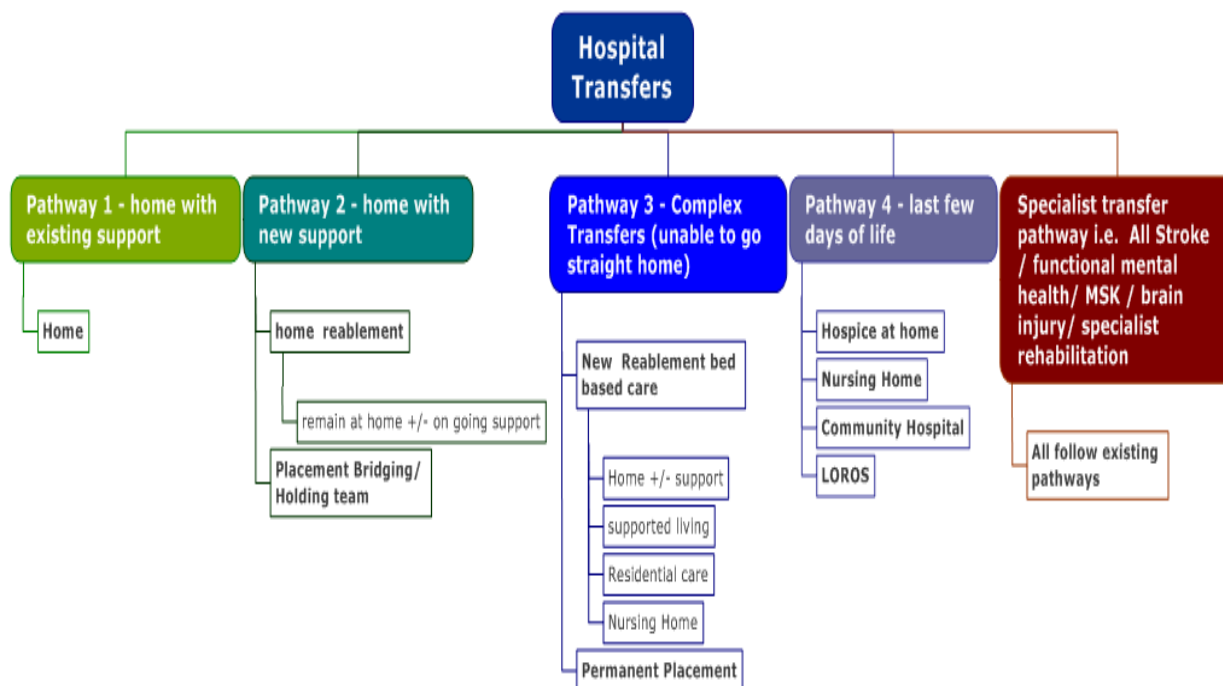 Hospital
Transfers
Pathway 1 - home with
existing support
Home
Pathway 2 - home with
new support
home reablement
remain at home +/- on going support
Placement Bridging/
Holding team
Pathway 3 - Complex
Transfers (unable to go
straight home)
New Reablement bed
based care
Home +/- support
supported living
Residential care
Nursing Home
Permanent Placement
Pathway 4 - last few
days of life
Hospice at home
Nursing Home
Community Hospital
LOROS
Specialist transfer
pathway i.e. All Stroke
/ functional mental
health/ MSK / brain
injury/ specialist
rehabilitation
All follow existing
pathways